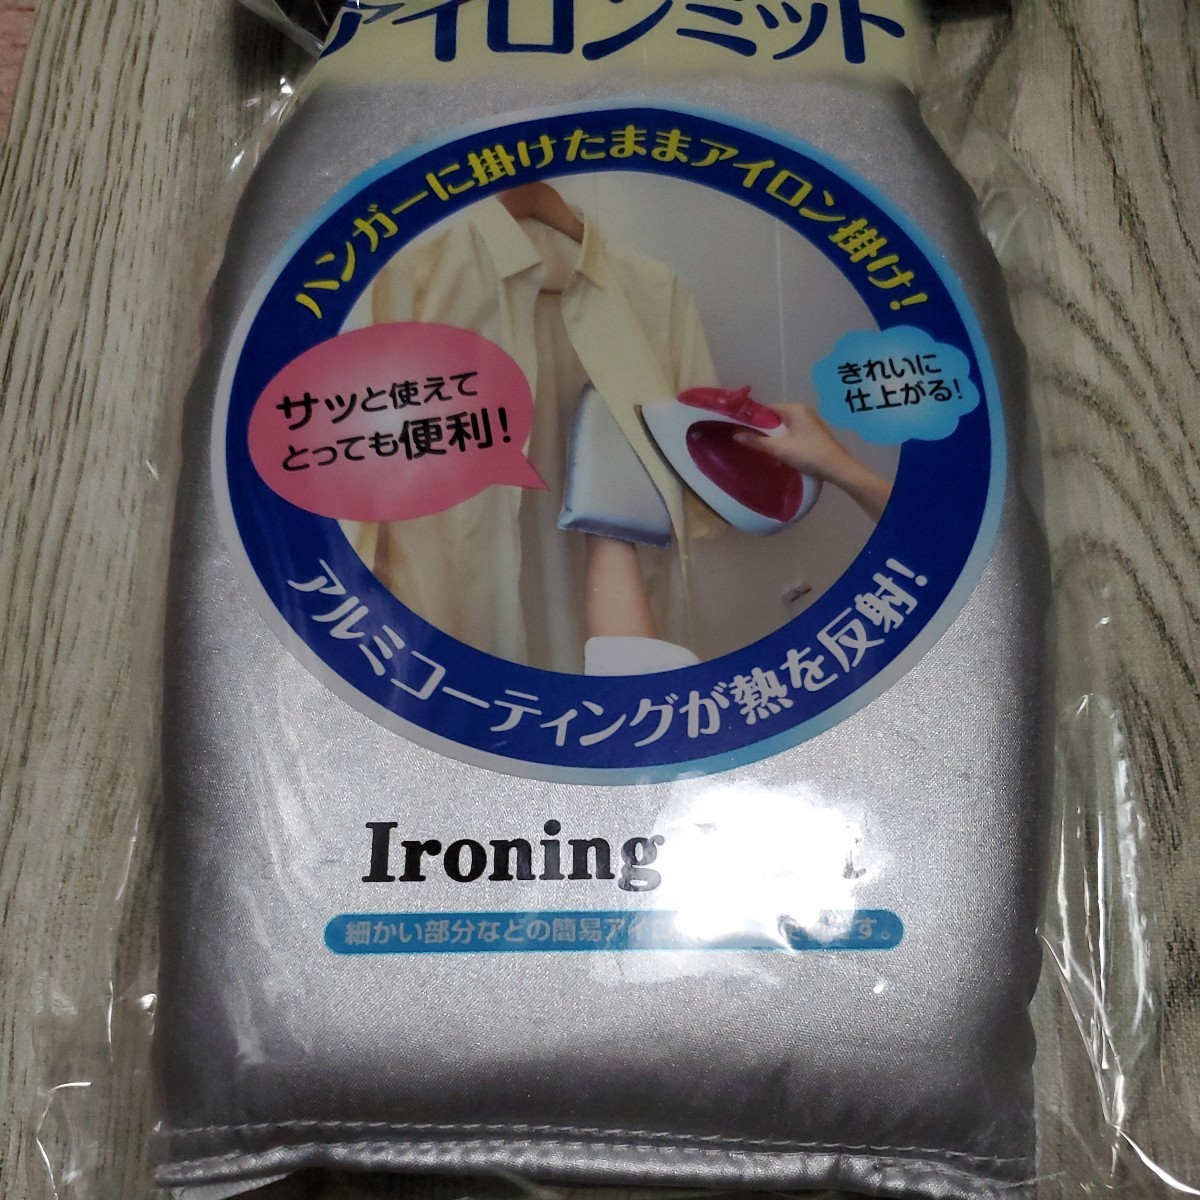 アイロンミット
ハンガーに掛けたままアイロン掛け!
サッと使えて
とっても便利!
きれいに
仕上がる!
アルミコーティングが熱を反射!
Ironing
細かい部分などの簡易アイ す。